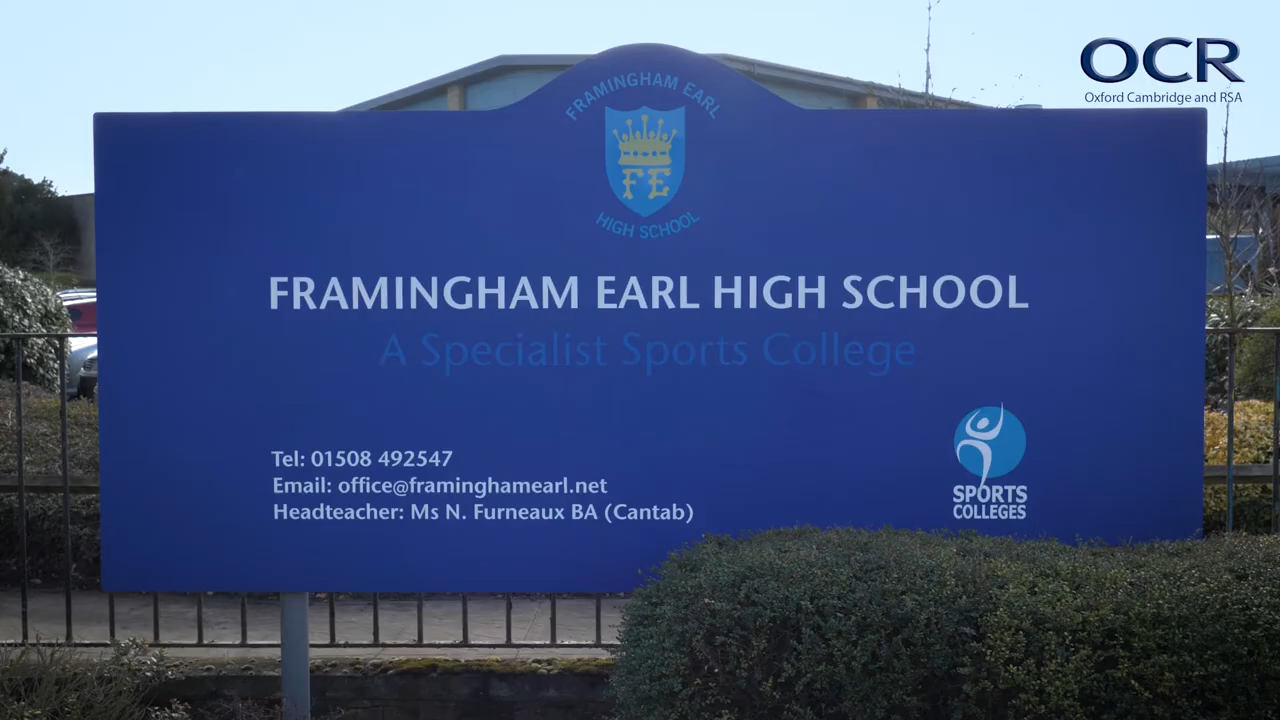 OCR
Oxford Cambridge and RSA
FRAMINGHAM EARL
FE
HIGH SCHOOL
FRAMINGHAM EARL HIGH SCHOOL
A Specialist Sports College
Tel: 01508 492547
Email: office@framinghamearl.net
Headteacher: Ms N. Furneaux BA (Cantab)
SPORTS
COLLEGES